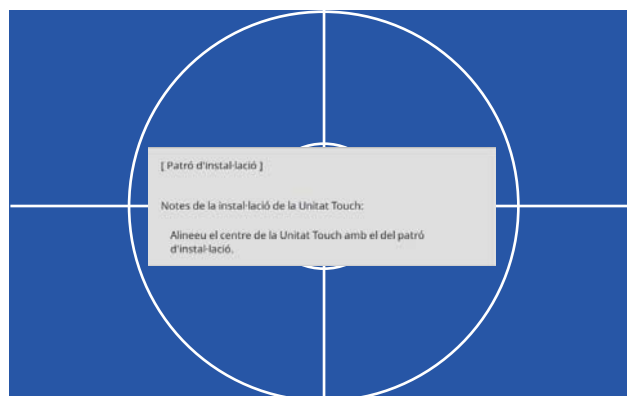 [ Patró d'instal·lació ]
Notes de la instal·lació de la Unitat Touch:
Alineeu el centre de la Unitat Touch amb el del patró
d'instal·lació.